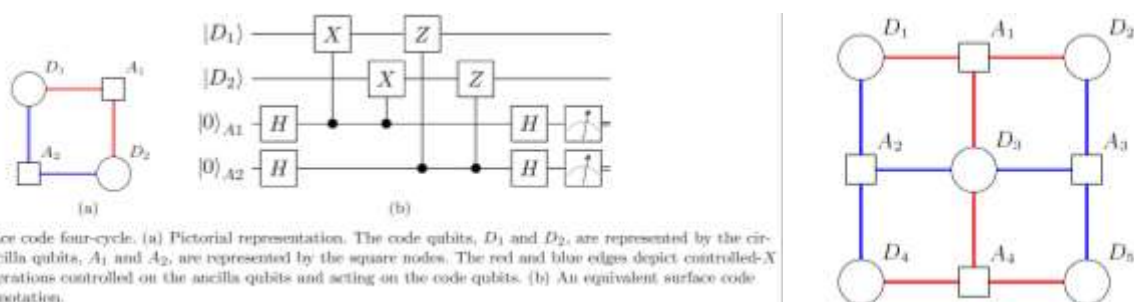 D₁ A₁
A₂ D₂
(a)
|D₁⟩ X Z
|D₂⟩ X Z
|0⟩A1 H H
|0⟩A2 H H
(b)
ce code four-cycle. (a) Pictorial representation. The code qubits, D₁ and D₂, are represented by the cir-
cilla qubits, A₁ and A₂, are represented by the square nodes. The red and blue edges depict controlled-X
erations controlled on the ancilla qubits and acting on the code qubits. (b) An equivalent surface code
notation.
D₁ A₁ D₂
A₂ D₃ A₃
D₄ A₄ D₅